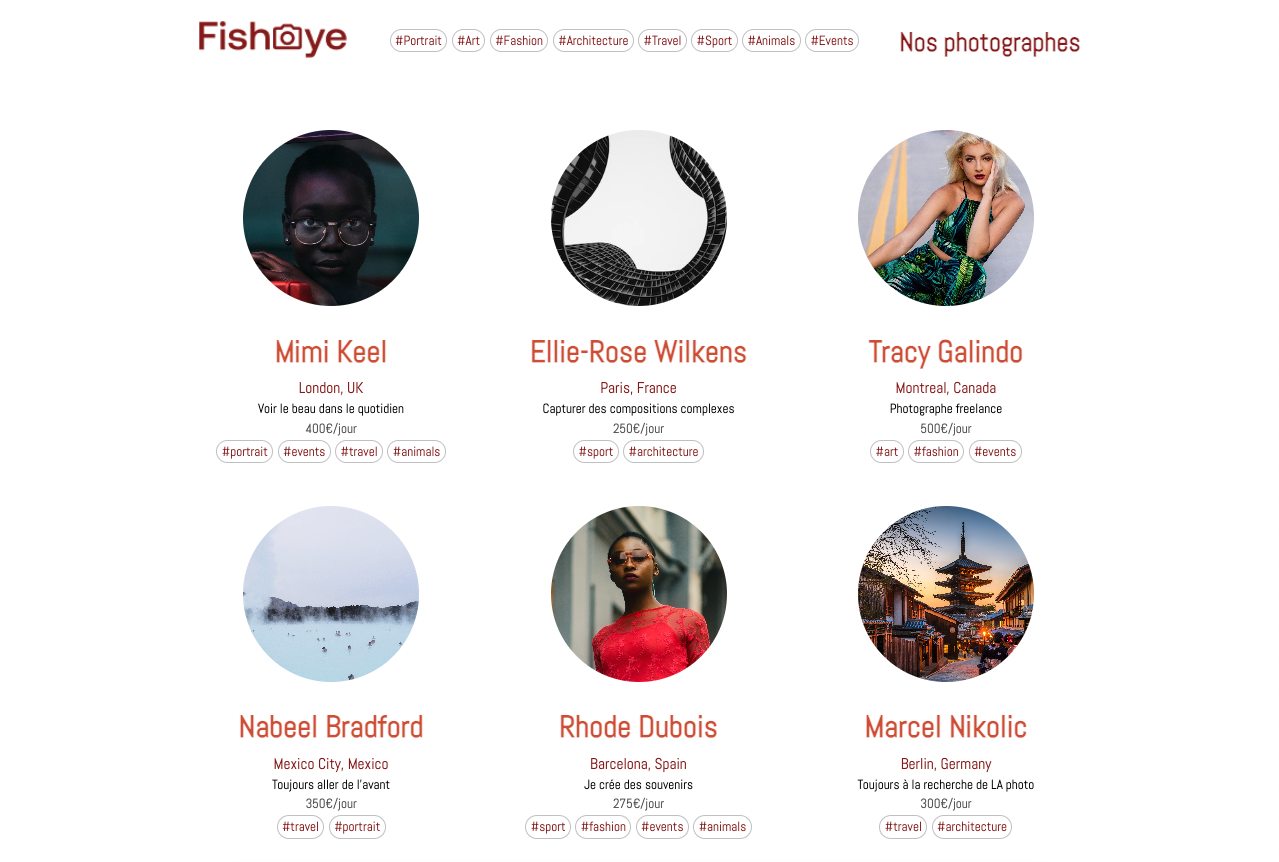 Fisheye
#Portrait #Art #Fashion #Architecture #Travel #Sport #Animals #Events
Nos photographes
Mimi Keel
London, UK
Voir le beau dans le quotidien
400€/jour
#portrait #events #travel #animals
Ellie-Rose Wilkens
Paris, France
Capturer des compositions complexes
250€/jour
#sport #architecture
Tracy Galindo
Montreal, Canada
Photographe freelance
500€/jour
#art #fashion #events
Nabeel Bradford
Mexico City, Mexico
Toujours aller de l'avant
350€/jour
#travel #portrait
Rhode Dubois
Barcelona, Spain
Je crée des souvenirs
275€/jour
#sport #fashion #events #animals
Marcel Nikolic
Berlin, Germany
Toujours à la recherche de LA photo
300€/jour
#travel #architecture